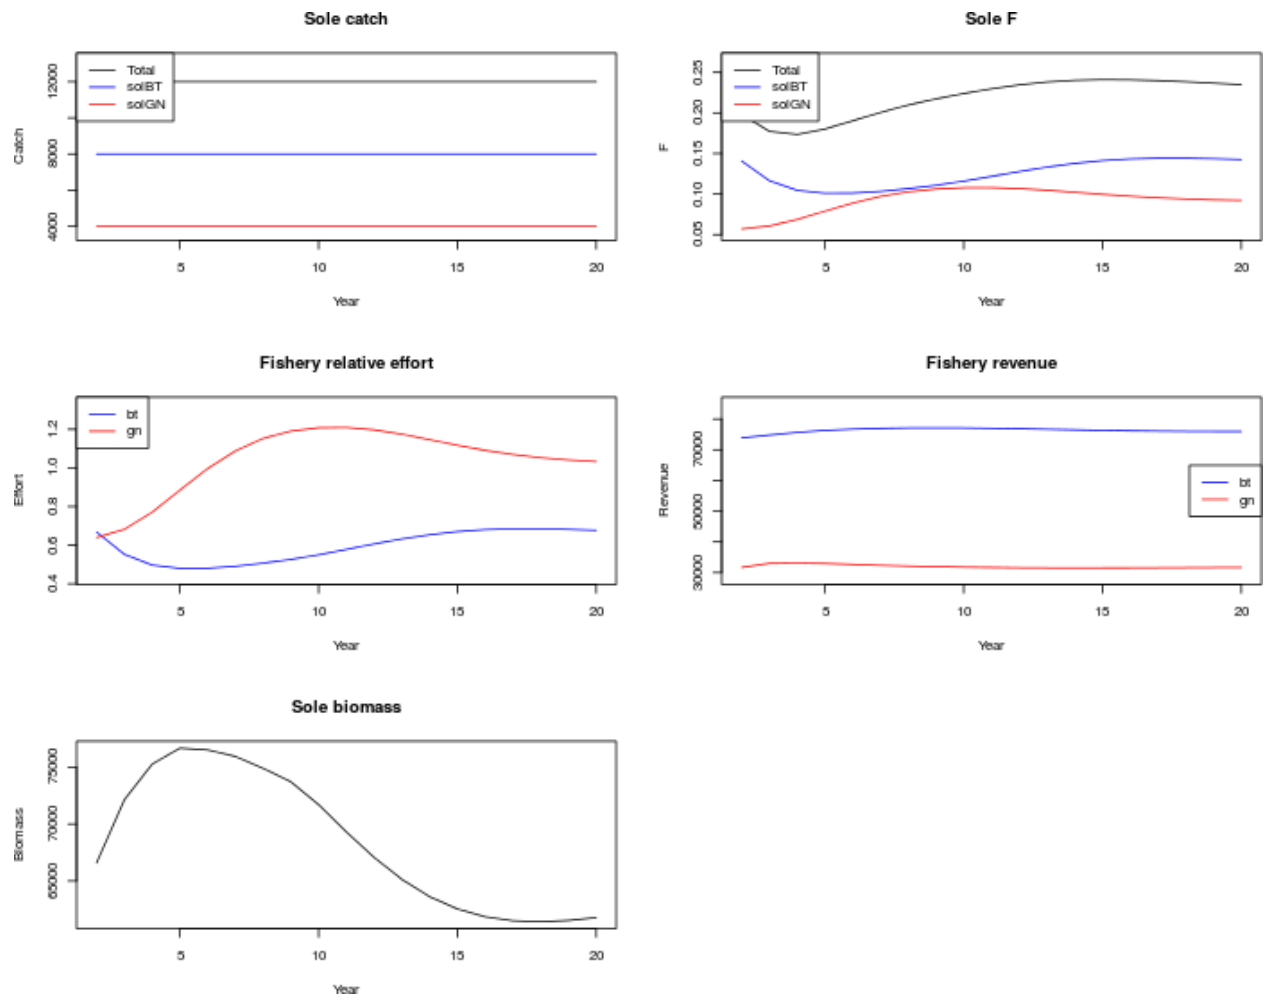 Sole catch
Catch
12000
8000
4000
Total
solBT
solGN
5
10
15
20
Year
Sole F
F
0.25
0.20
0.15
0.10
0.05
Total
solBT
solGN
5
10
15
20
Year
Fishery relative effort
Effort
1.2
1.0
0.8
0.6
0.4
bt
gn
5
10
15
20
Year
Fishery revenue
Revenue
70000
50000
30000
bt
gn
5
10
15
20
Year
Sole biomass
Biomass
75000
70000
65000
5
10
15
20
Year